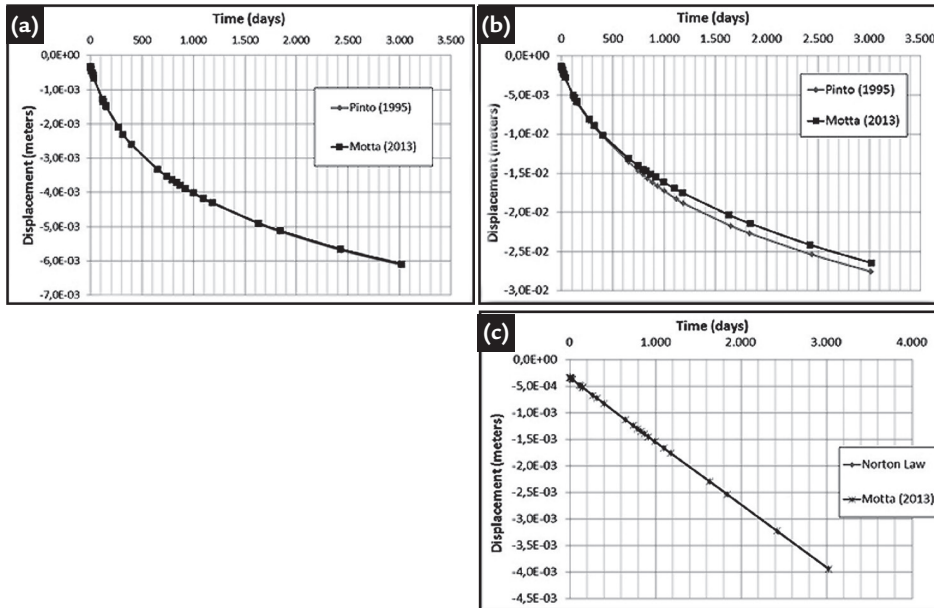 (a)
Time (days)
0 500 1.000 1.500 2.000 2.500 3.000 3.500
0,0E+00
-1,0E-03
-2,0E-03
-3,0E-03
-4,0E-03
-5,0E-03
-6,0E-03
-7,0E-03
Displacement (meters)
Pinto (1995)
Motta (2013)
(b)
Time (days)
0 500 1.000 1.500 2.000 2.500 3.000 3.500
0,0E+00
-5,0E-03
-1,0E-02
-1,5E-02
-2,0E-02
-2,5E-02
-3,0E-02
Displacement (meters)
Pinto (1995)
Motta (2013)
(c)
Time (days)
0 1.000 2.000 3.000 4.000
0,0E+00
-5,0E-04
-1,0E-03
-1,5E-03
-2,0E-03
-2,5E-03
-3,0E-03
-3,5E-03
-4,0E-03
-4,5E-03
Displacement (meters)
Norton Law
Motta (2013)